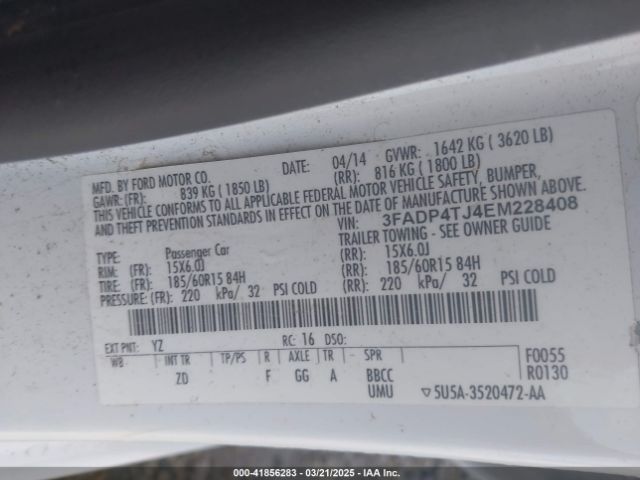 MFD. BY FORD MOTOR CO. DATE: 04/14 GVWR: 1642 KG ( 3620 LB)
GAWR: (FR): 839 KG ( 1850 LB) (RR): 816 KG ( 1800 LB)
THIS VEHICLE CONFORMS TO ALL APPLICABLE FEDERAL MOTOR VEHICLE SAFETY, BUMPER,
AND THEFT PREVENTION STANDARDS IN EFFECT ON THE DATE OF MANUFACTURE SHOWN ABOVE.
VIN: 3FADP4TJ4EM228408
TYPE: Passenger Car TRAILER TOWING - SEE OWNER GUIDE
RIM: (FR): 15X6.0J (RR): 15X6.0J
TIRE: (FR): 185/60R15 84H (RR): 185/60R15 84H
PRESSURE: (FR): 220 kPa/ 32 PSI COLD (RR): 220 kPa/ 32 PSI COLD
EXT PNT: YZ RC: 16 DSO:
WB INT TR TP/PS R AXLE TR SPR F0055
ZD F GG A BBCC R0130
UMU 5U5A-3520472-AA
000-41856283 - 03/21/2025 - IAA Inc.